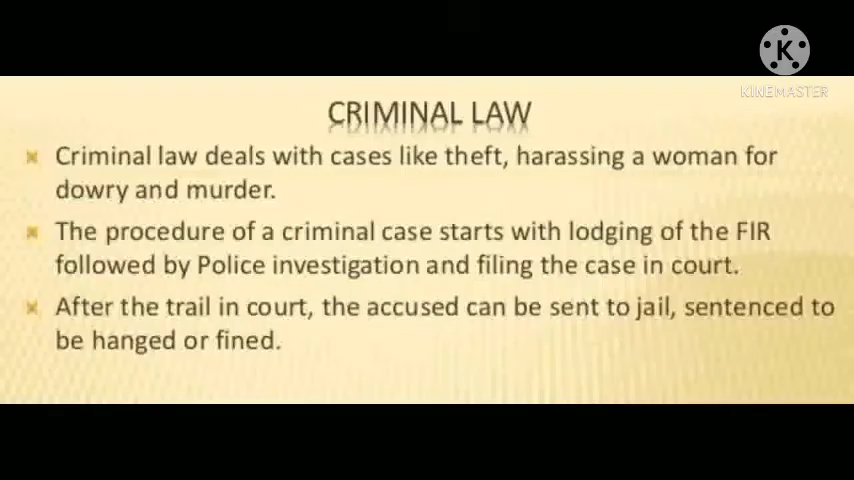 K
KINEMASTER
CRIMINAL LAW
Criminal law deals with cases like theft, harassing a woman for
dowry and murder.
The procedure of a criminal case starts with lodging of the FIR
followed by Police investigation and filing the case in court.
After the trail in court, the accused can be sent to jail, sentenced to
be hanged or fined.